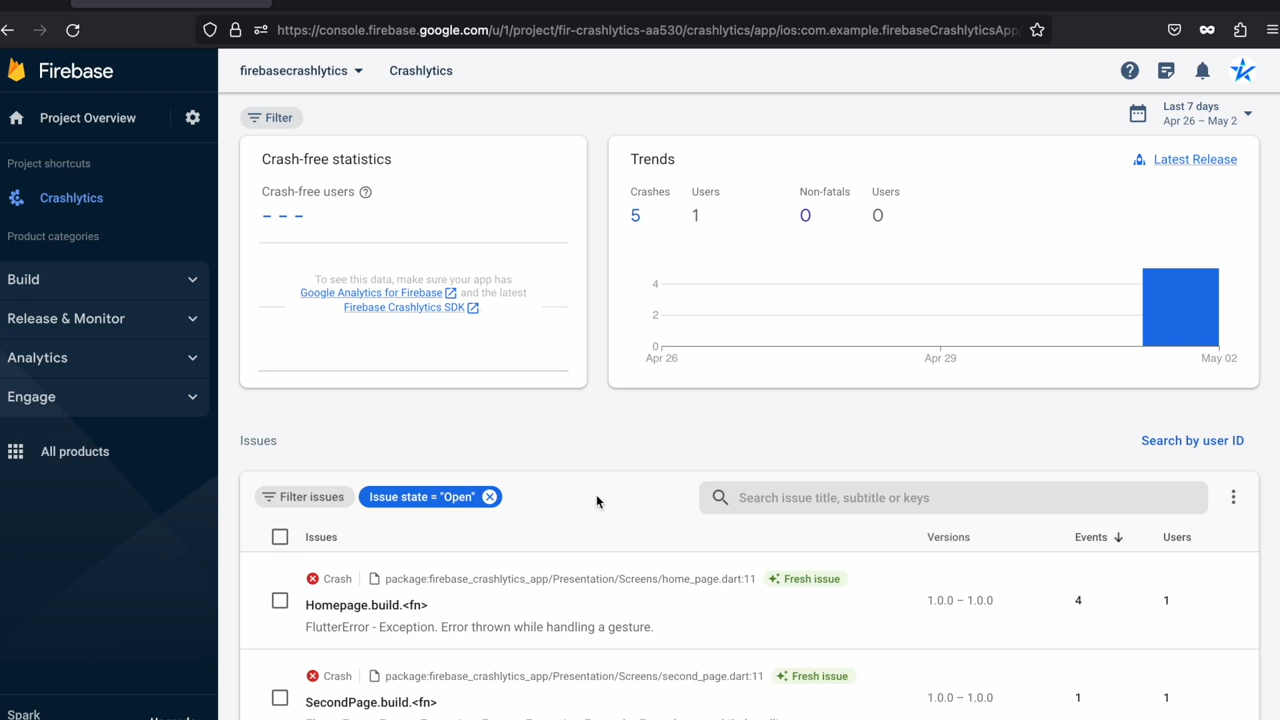 https://console.firebase.google.com/u/1/project/fir-crashlytics-aa530/crashlytics/app/ios:com.example.firebaseCrashlyticsApp/
Firebase
firebasecrashlytics
Crashlytics
Project Overview
Filter
Last 7 days
Apr 26 – May 2
Project shortcuts
Crashlytics
Product categories
Build
Release & Monitor
Analytics
Engage
All products
Spark
Crash-free statistics
Crash-free users
– – –
To see this data, make sure your app has
Google Analytics for Firebase and the latest
Firebase Crashlytics SDK.
Trends
Latest Release
Crashes Users Non-fatals Users
5 1 0 0
4
2
0
Apr 26 Apr 29 May 02
Issues
Search by user ID
Filter issues
Issue state = "Open"
Search issue title, subtitle or keys
Issues Versions Events Users
Crash package:firebase_crashlytics_app/Presentation/Screens/home_page.dart:11 Fresh issue
Homepage.build.<fn> 1.0.0 – 1.0.0 4 1
FlutterError - Exception. Error thrown while handling a gesture.
Crash package:firebase_crashlytics_app/Presentation/Screens/second_page.dart:11 Fresh issue
SecondPage.build.<fn> 1.0.0 – 1.0.0 1 1